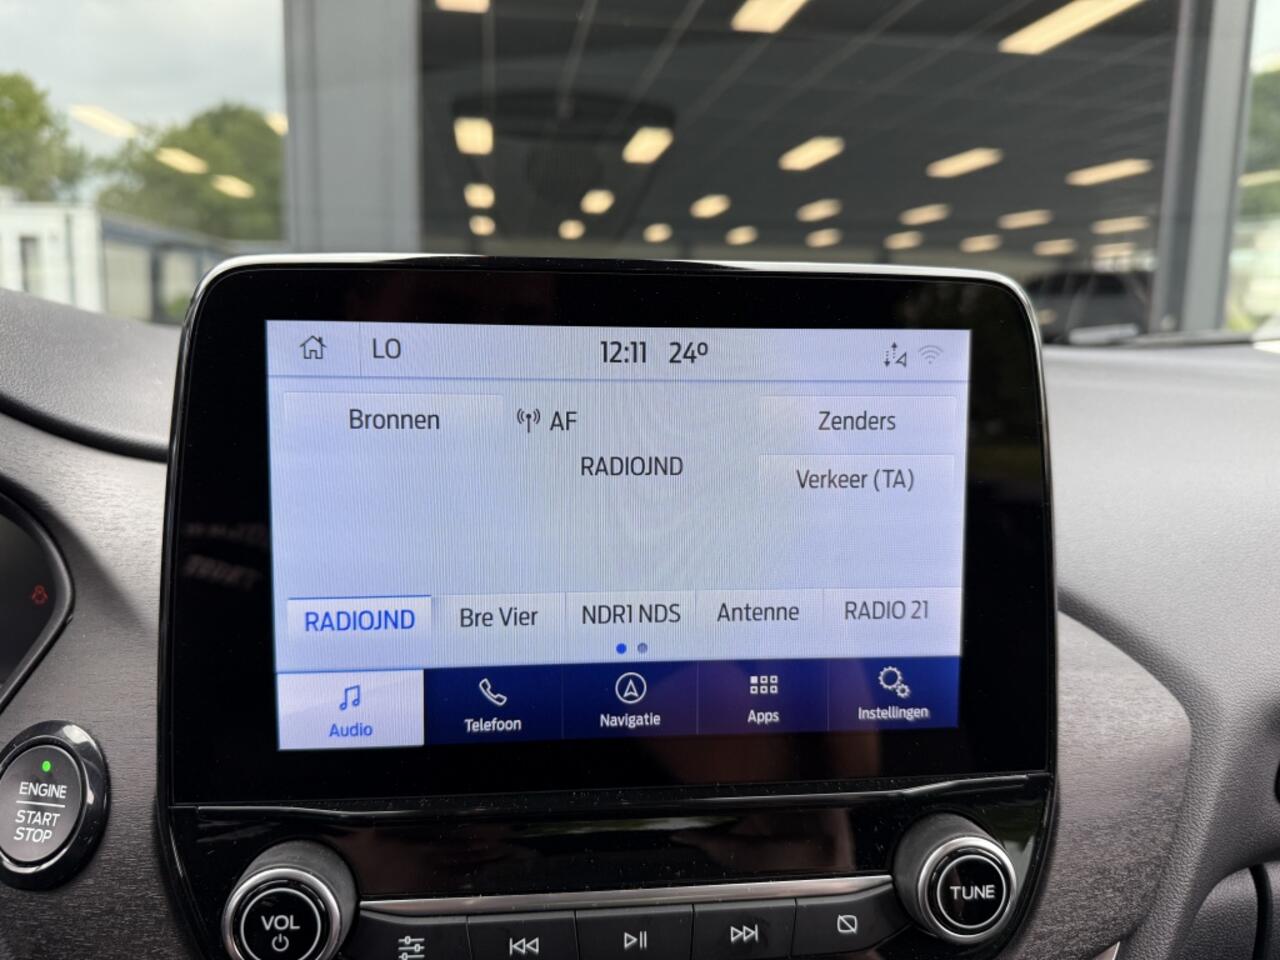 LO
12:11 24º
Bronnen
AF
Zenders
RADIOJND
Verkeer (TA)
RADIOJND
Bre Vier
NDR1 NDS
Antenne
RADIO 21
Audio
Telefoon
Navigatie
Apps
Instellingen
ENGINE
START
STOP
VOL
TUNE